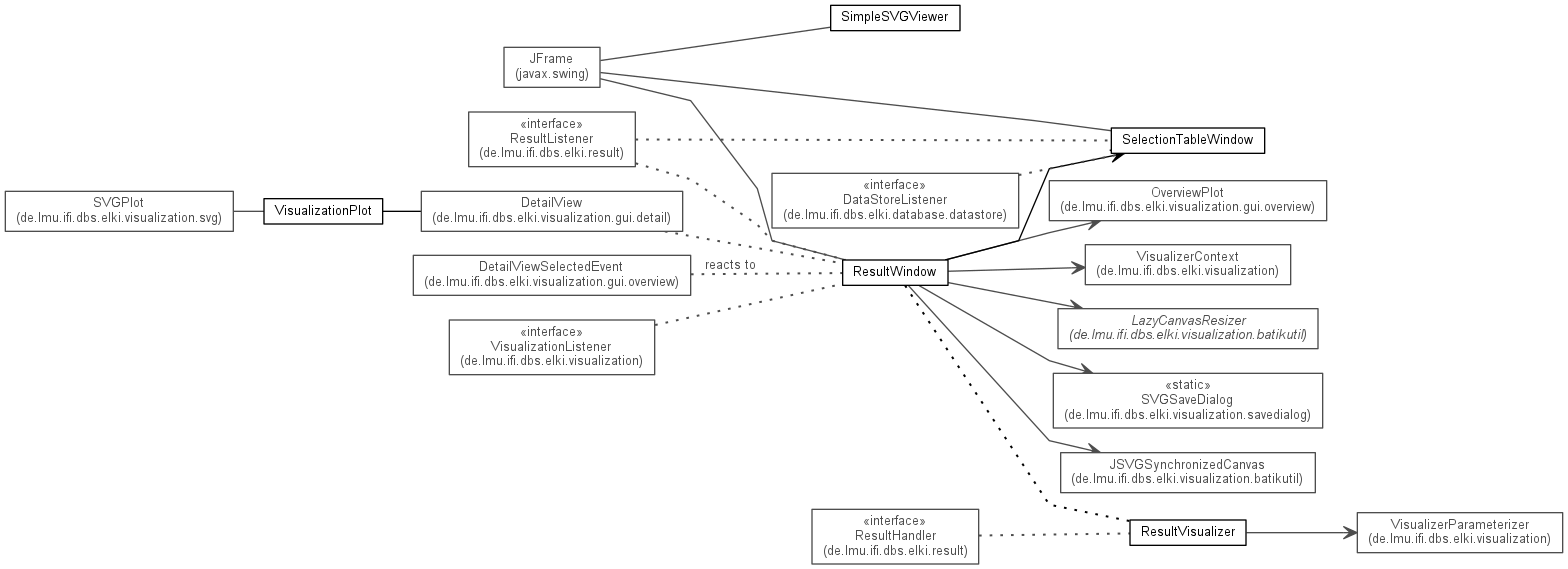 SimpleSVGViewer
JFrame
(javax.swing)
«interface»
ResultListener
(de.lmu.ifi.dbs.elki.result)
SelectionTableWindow
«interface»
DataStoreListener
(de.lmu.ifi.dbs.elki.database.datastore)
SVGPlot
(de.lmu.ifi.dbs.elki.visualization.svg)
VisualizationPlot
DetailView
(de.lmu.ifi.dbs.elki.visualization.gui.detail)
OverviewPlot
(de.lmu.ifi.dbs.elki.visualization.gui.overview)
DetailViewSelectedEvent
(de.lmu.ifi.dbs.elki.visualization.gui.overview)
reacts to
ResultWindow
VisualizerContext
(de.lmu.ifi.dbs.elki.visualization)
LazyCanvasResizer
(de.lmu.ifi.dbs.elki.visualization.batikutil)
«interface»
VisualizationListener
(de.lmu.ifi.dbs.elki.visualization)
«static»
SVGSaveDialog
(de.lmu.ifi.dbs.elki.visualization.savedialog)
JSVGSynchronizedCanvas
(de.lmu.ifi.dbs.elki.visualization.batikutil)
«interface»
ResultHandler
(de.lmu.ifi.dbs.elki.result)
ResultVisualizer
VisualizerParameterizer
(de.lmu.ifi.dbs.elki.visualization)